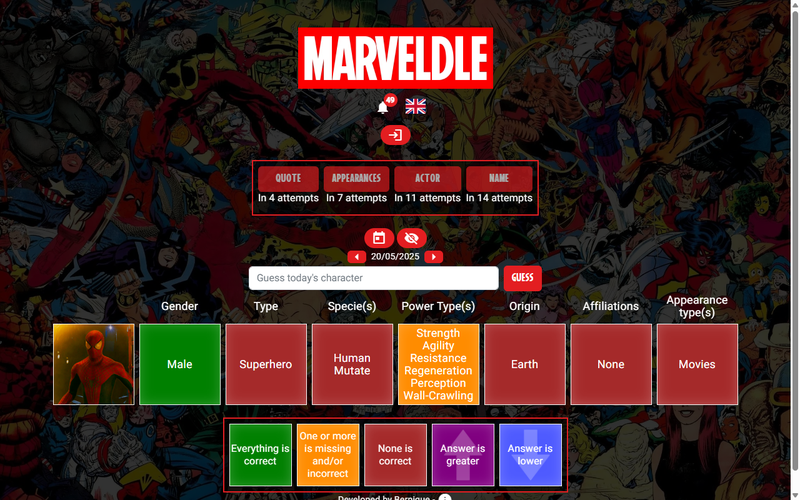 MARVELDLE
49
QUOTE APPEARANCES ACTOR NAME
In 4 attempts In 7 attempts In 11 attempts In 14 attempts
20/05/2025
Guess today's character GUESS
Gender Type Specie(s) Power Type(s) Origin Affiliations Appearance type(s)
Male
Superhero
Human
Mutate
Strength
Agility
Resistance
Regeneration
Perception
Wall-Crawling
Earth
None
Movies
Everything is
correct
One or more
is missing
and/or
incorrect
None is
correct
Answer is
greater
Answer is
lower
Developed by Bernique -